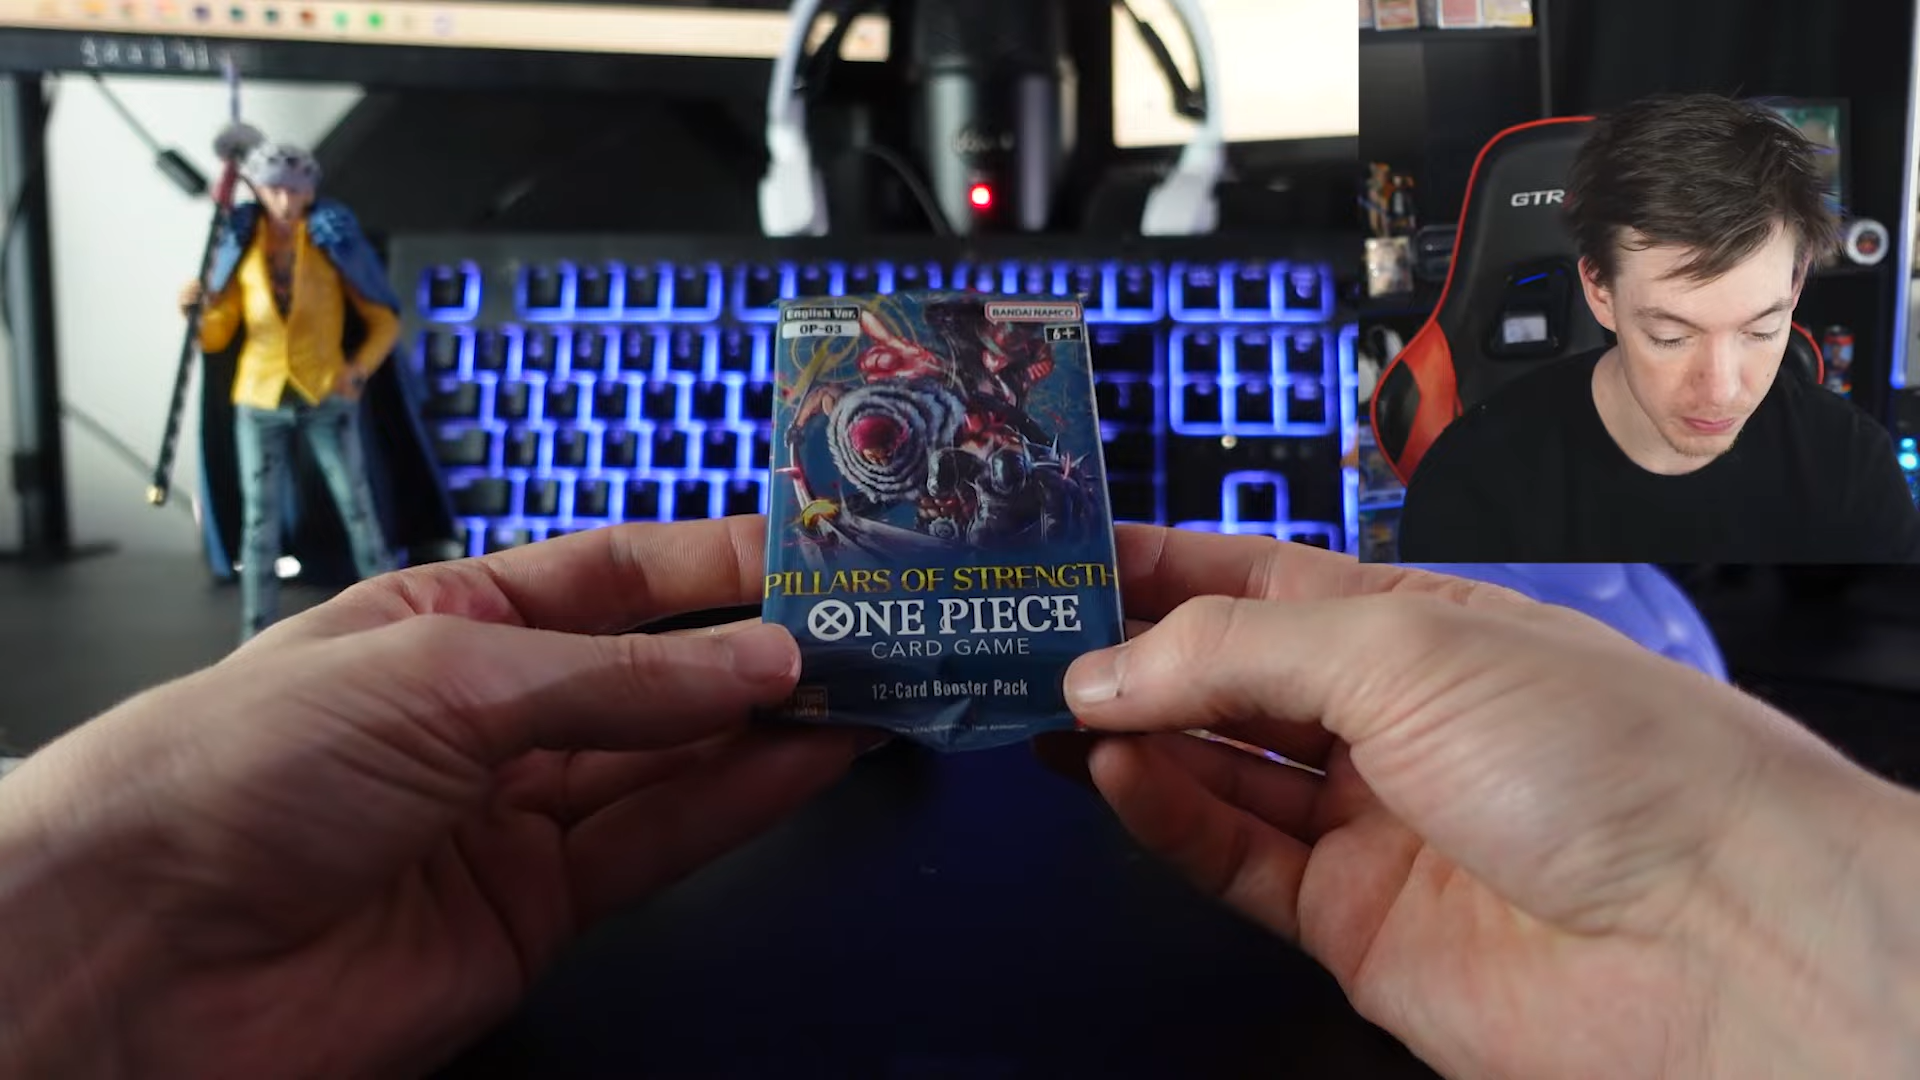 English Ver.
OP-03
BANDAI NAMCO
6+
GTR
PILLARS OF STRENGTH
ONE PIECE
CARD GAME
12-Card Booster Pack